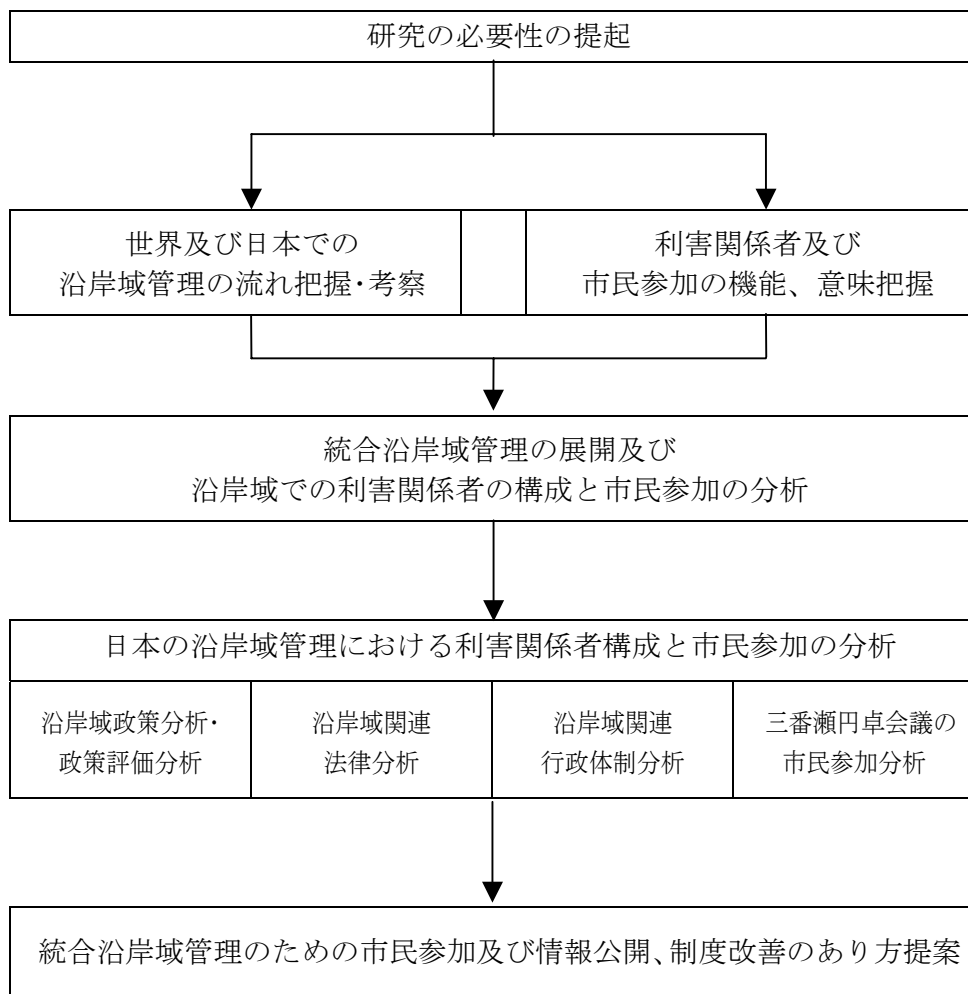 研究の必要性の提起
世界及び日本での
沿岸域管理の流れ把握・考察
利害関係者及び
市民参加の機能、意味把握
統合沿岸域管理の展開及び
沿岸域での利害関係者の構成と市民参加の分析
日本の沿岸域管理における利害関係者構成と市民参加の分析
沿岸域政策分析・
政策評価分析
沿岸域関連
法律分析
沿岸域関連
行政体制分析
三番瀬円卓会議の
市民参加分析
統合沿岸域管理のための市民参加及び情報公開、制度改善のあり方提案